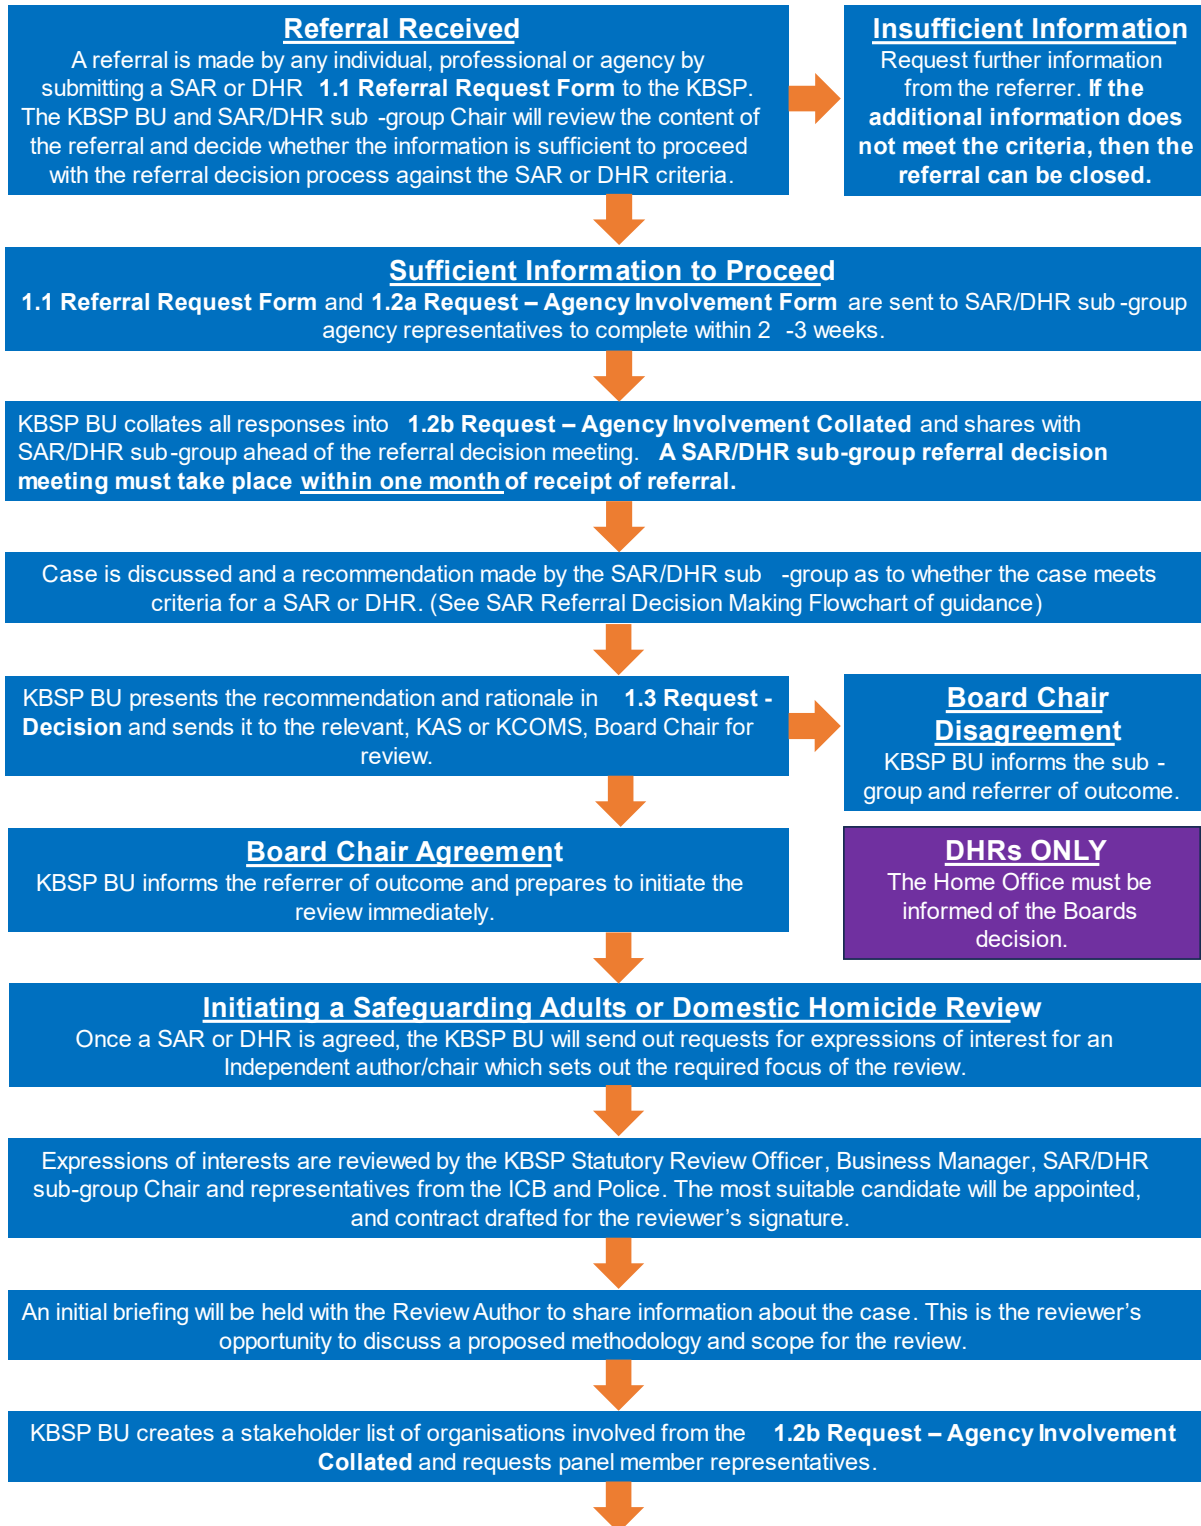 Referral Received
A referral is made by any individual, professional or agency by
submitting a SAR or DHR 1.1 Referral Request Form to the KBSP.
The KBSP BU and SAR/DHR sub -group Chair will review the content of
the referral and decide whether the information is sufficient to proceed
with the referral decision process against the SAR or DHR criteria.
Insufficient Information
Request further information
from the referrer. If the
additional information does
not meet the criteria, then the
referral can be closed.
Sufficient Information to Proceed
1.1 Referral Request Form and 1.2a Request – Agency Involvement Form are sent to SAR/DHR sub -group
agency representatives to complete within 2 -3 weeks.
KBSP BU collates all responses into 1.2b Request – Agency Involvement Collated and shares with
SAR/DHR sub-group ahead of the referral decision meeting. A SAR/DHR sub-group referral decision
meeting must take place within one month of receipt of referral.
Case is discussed and a recommendation made by the SAR/DHR sub -group as to whether the case meets
criteria for a SAR or DHR. (See SAR Referral Decision Making Flowchart of guidance)
KBSP BU presents the recommendation and rationale in 1.3 Request -
Decision and sends it to the relevant, KAS or KCOMS, Board Chair for
review.
Board Chair
Disagreement
KBSP BU informs the sub -
group and referrer of outcome.
Board Chair Agreement
KBSP BU informs the referrer of outcome and prepares to initiate the
review immediately.
DHRs ONLY
The Home Office must be
informed of the Boards
decision.
Initiating a Safeguarding Adults or Domestic Homicide Review
Once a SAR or DHR is agreed, the KBSP BU will send out requests for expressions of interest for an
Independent author/chair which sets out the required focus of the review.
Expressions of interests are reviewed by the KBSP Statutory Review Officer, Business Manager, SAR/DHR
sub-group Chair and representatives from the ICB and Police. The most suitable candidate will be appointed,
and contract drafted for the reviewer’s signature.
An initial briefing will be held with the Review Author to share information about the case. This is the reviewer’s
opportunity to discuss a proposed methodology and scope for the review.
KBSP BU creates a stakeholder list of organisations involved from the 1.2b Request – Agency Involvement
Collated and requests panel member representatives.